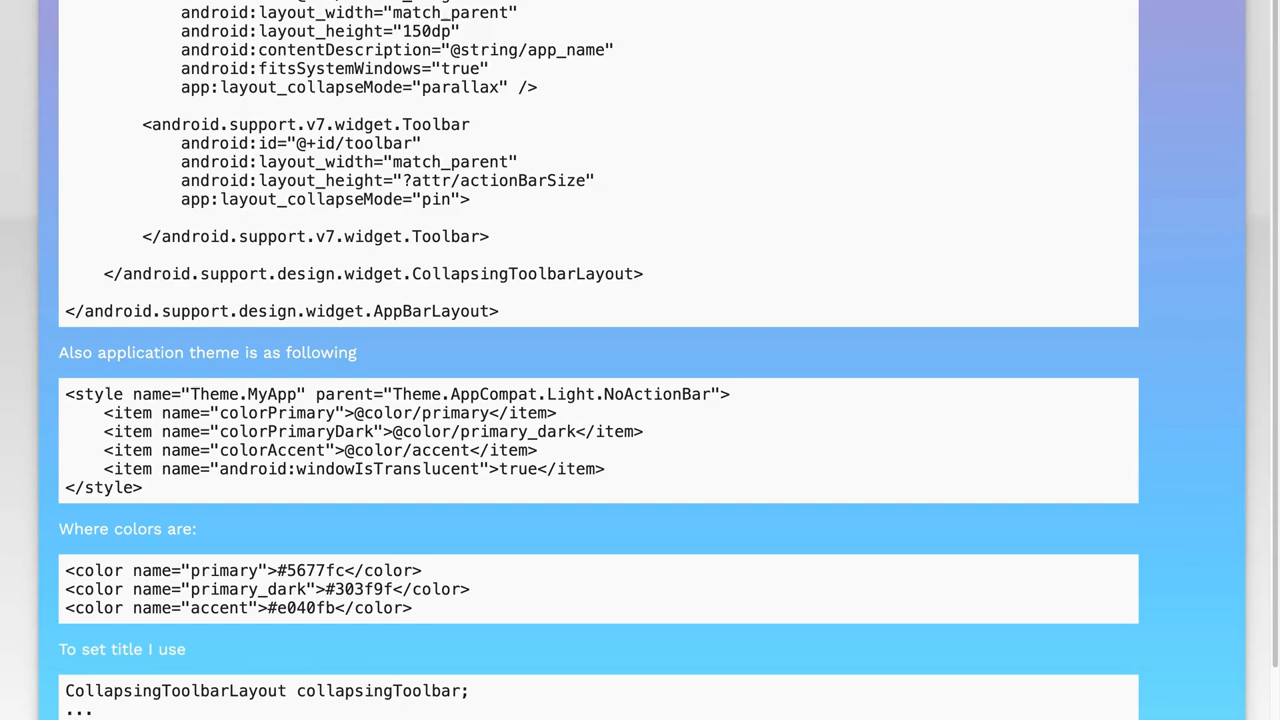 android:layout_width="match_parent"
android:layout_height="150dp"
android:contentDescription="@string/app_name"
android:fitsSystemWindows="true"
app:layout_collapseMode="parallax" />
<android.support.v7.widget.Toolbar
android:id="@+id/toolbar"
android:layout_width="match_parent"
android:layout_height="?attr/actionBarSize"
app:layout_collapseMode="pin">
</android.support.v7.widget.Toolbar>
</android.support.design.widget.CollapsingToolbarLayout>
</android.support.design.widget.AppBarLayout>
Also application theme is as following
<style name="Theme.MyApp" parent="Theme.AppCompat.Light.NoActionBar">
<item name="colorPrimary">@color/primary</item>
<item name="colorPrimaryDark">@color/primary_dark</item>
<item name="colorAccent">@color/accent</item>
<item name="android:windowIsTranslucent">true</item>
</style>
Where colors are:
<color name="primary">#5677fc</color>
<color name="primary_dark">#303f9f</color>
<color name="accent">#e040fb</color>
To set title I use
CollapsingToolbarLayout collapsingToolbar;
...